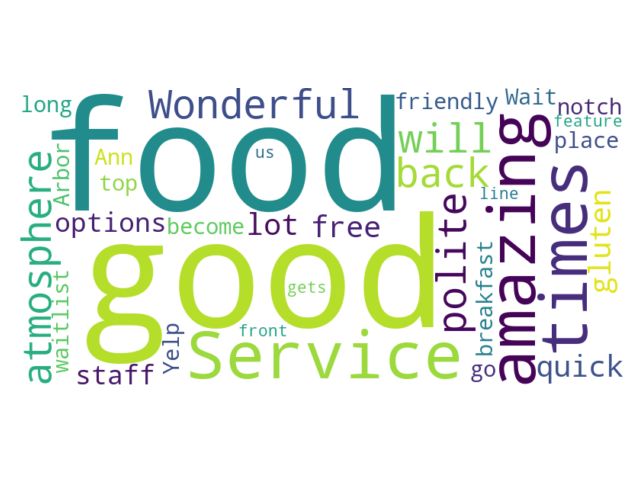 long
Wonderful
friendly
Wait
notch
feature
food
Ann
us
will
place
Arbor
top
back
line
amazing
times
gluten
atmosphere
options
become
lot
free
polite
breakfast
good
gets
Waitlist
front
Yelp
Service
staff
go
quick